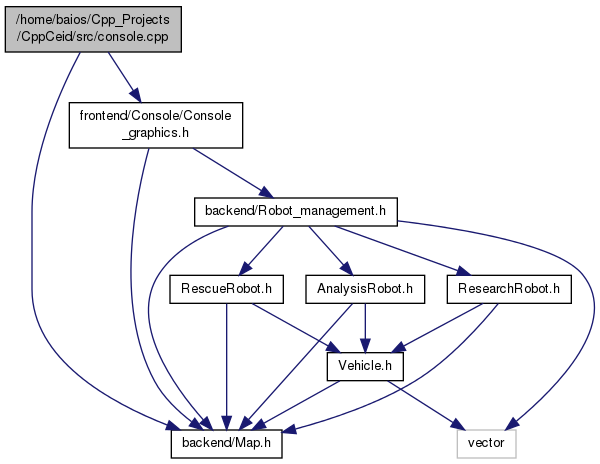 /home/baios/Cpp_Projects
/CppCeid/src/console.cpp
frontend/Console/Console
_graphics.h
backend/Robot_management.h
RescueRobot.h
AnalysisRobot.h
ResearchRobot.h
Vehicle.h
backend/Map.h
vector